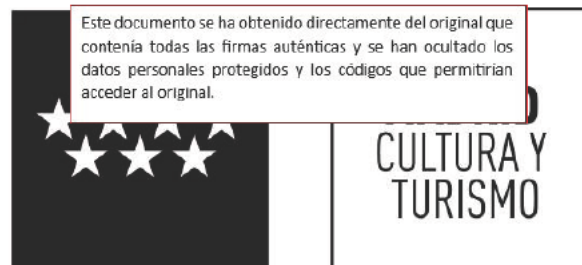 Este documento se ha obtenido directamente del original que
contenía todas las firmas auténticas y se han ocultado los
datos personales protegidos y los códigos que permitirían
acceder al original.
CULTURA Y
TURISMO